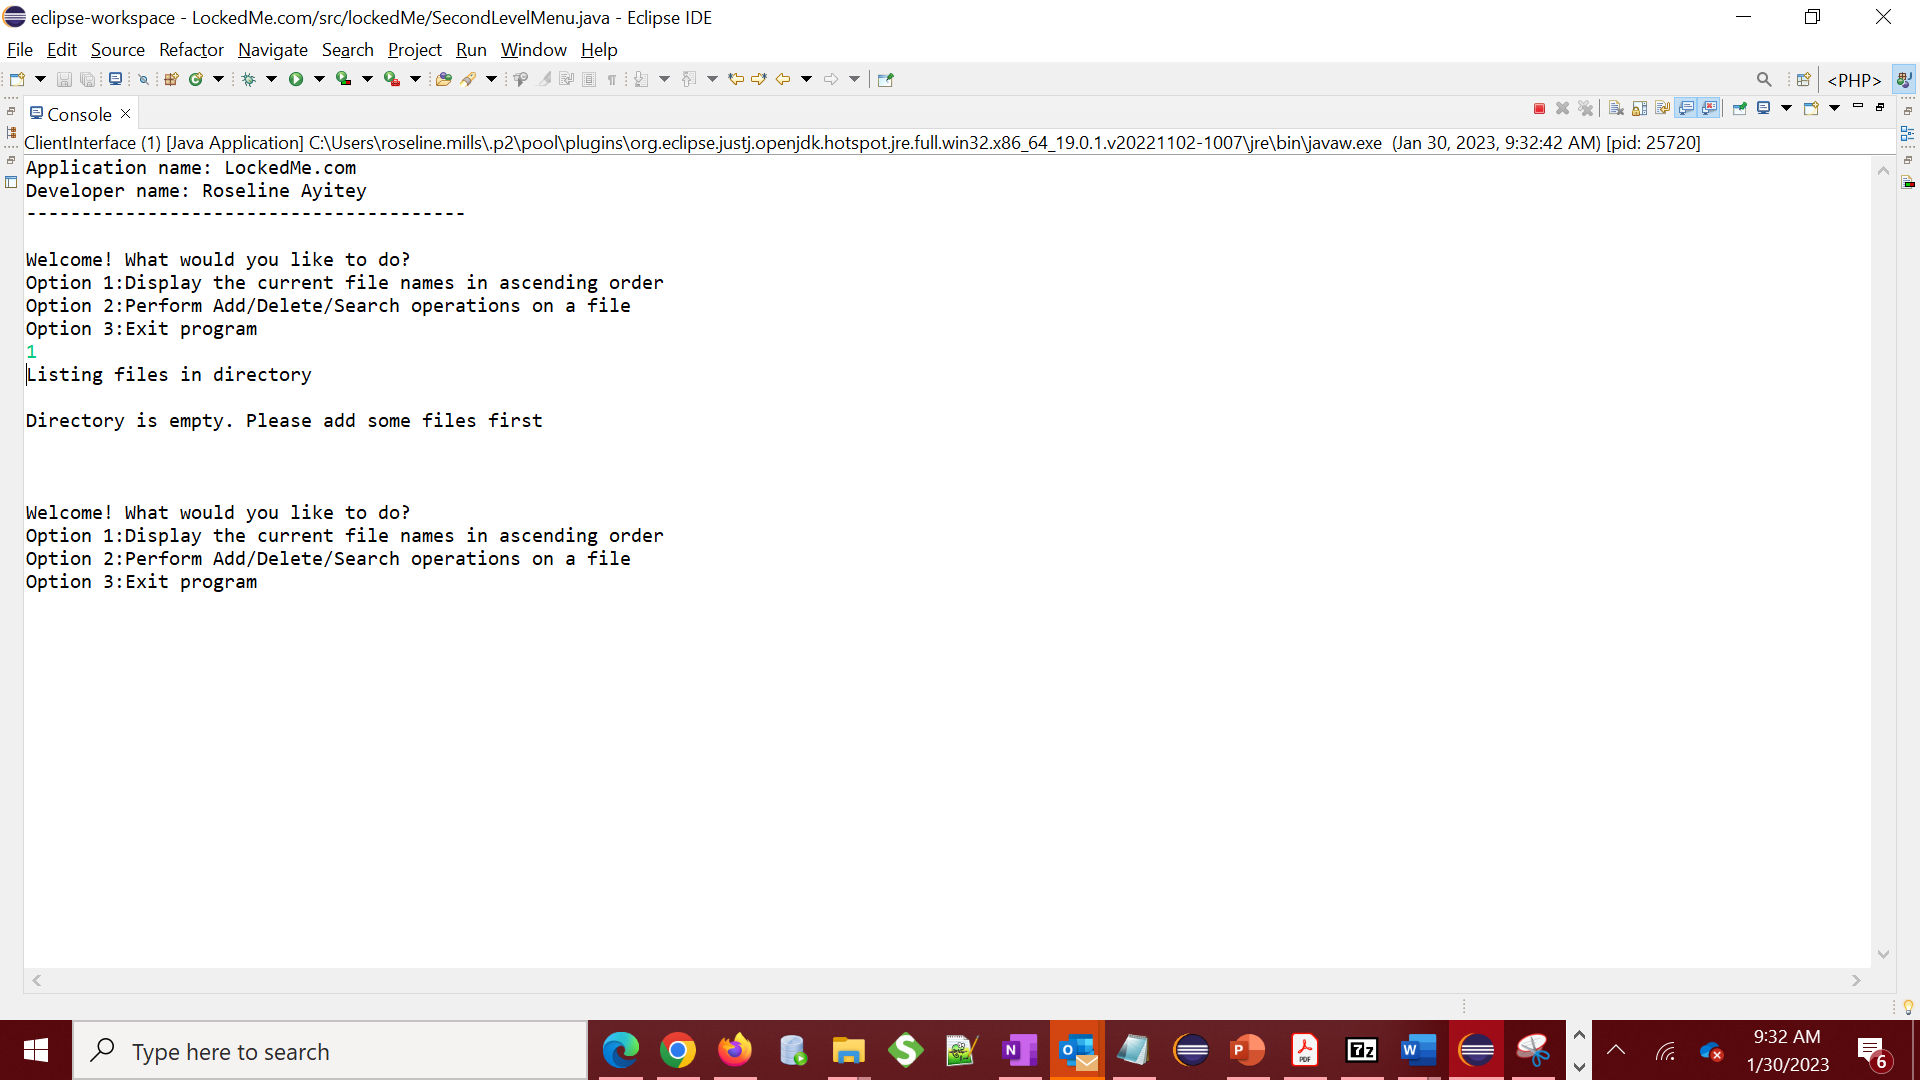 eclipse-workspace - LockedMe.com/src/lockedMe/SecondLevelMenu.java - Eclipse IDE
File Edit Source Refactor Navigate Search Project Run Window Help
<PHP>
Console
ClientInterface (1) [Java Application] C:\Users\roseline.mills\.p2\pool\plugins\org.eclipse.justj.openjdk.hotspot.jre.full.win32.x86_64_19.0.1.v20221102-1007\jre\bin\javaw.exe (Jan 30, 2023, 9:32:42 AM) [pid: 25720]
Application name: LockedMe.com
Developer name: Roseline Ayitey
----------------------------------------
Welcome! What would you like to do?
Option 1:Display the current file names in ascending order
Option 2:Perform Add/Delete/Search operations on a file
Option 3:Exit program
1
Listing files in directory
Directory is empty. Please add some files first
Welcome! What would you like to do?
Option 1:Display the current file names in ascending order
Option 2:Perform Add/Delete/Search operations on a file
Option 3:Exit program
Type here to search
N
O
P
PDF
7z
W
9:32 AM
1/30/2023
6